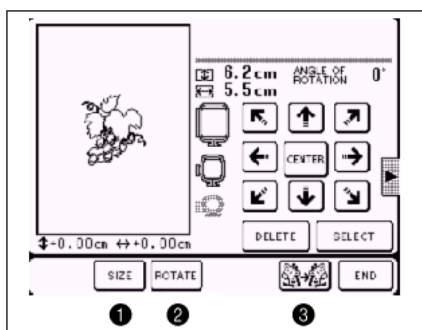 6.2cm ANGLE OF ROTATION 0°
5.5cm
CENTER
DELETE SELECT
↕-0.00cm ↔+0.00cm
SIZE ROTATE END
1 2 3